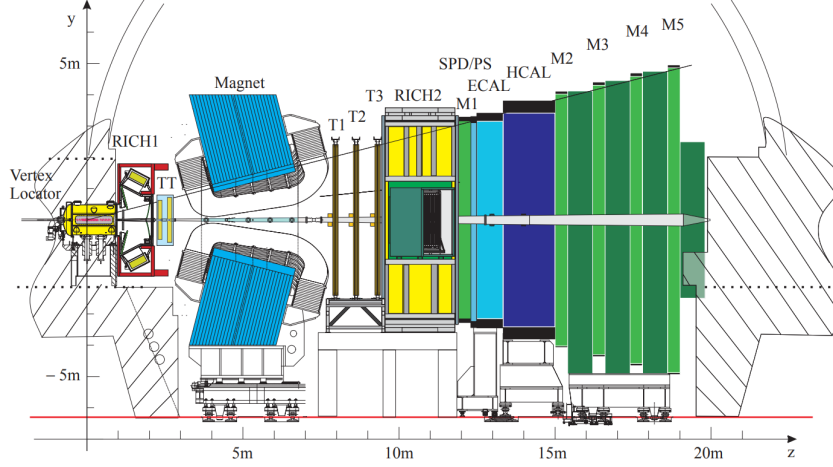 y
5m
Magnet
SPD/PS
ECAL
HCAL
M1
M2
M3
M4
M5
RICH2
T1
T2
T3
RICH1
TT
Vertex
Locator
− 5m
5m
10m
15m
20m
z